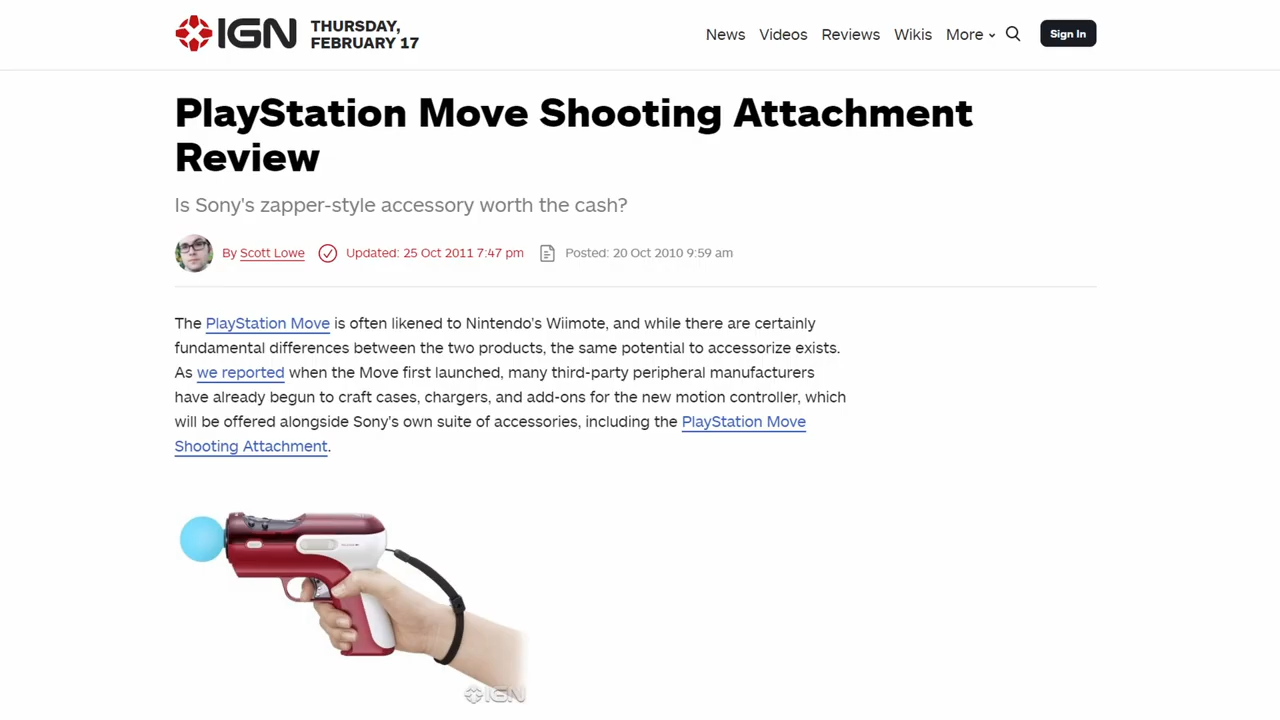 IGN
THURSDAY,
FEBRUARY 17
News Videos Reviews Wikis More Sign In
PlayStation Move Shooting Attachment
Review
Is Sony's zapper-style accessory worth the cash?
By Scott Lowe Updated: 25 Oct 2011 7:47 pm Posted: 20 Oct 2010 9:59 am
The PlayStation Move is often likened to Nintendo's Wiimote, and while there are certainly
fundamental differences between the two products, the same potential to accessorize exists.
As we reported when the Move first launched, many third-party peripheral manufacturers
have already begun to craft cases, chargers, and add-ons for the new motion controller, which
will be offered alongside Sony's own suite of accessories, including the PlayStation Move
Shooting Attachment.
IGN